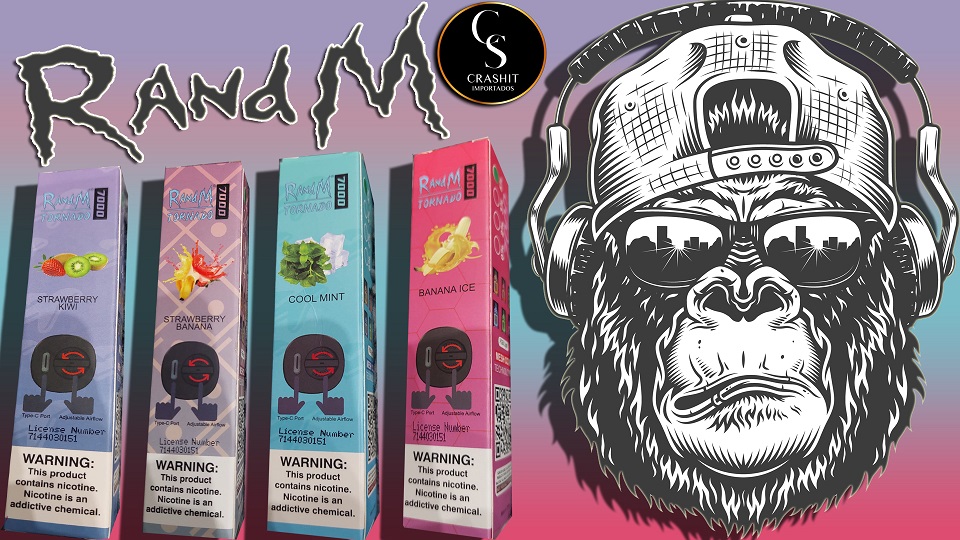 RandM
CS
CRASHIT
IMPORTADOS
RandM
TORNADO
7000
STRAWBERRY
KIWI
Type-C Port
Adjustable Airflow
License Number
7144030151
WARNING:
This product
contains nicotine.
Nicotine is an
addictive chemical.
RandM
TORNADO
7000
STRAWBERRY
BANANA
Type-C Port
Adjustable Airflow
License Number
7144030151
WARNING:
This product
contains nicotine.
Nicotine is an
addictive chemical.
RandM
TORNADO
7000
COOL MINT
Type-C Port
Adjustable Airflow
License Number
7144030151
WARNING:
This product
contains nicotine.
Nicotine is an
addictive chemical.
RandM
TORNADO
7000
BANANA ICE
Type-C Port
Adjustable Airflow
License Number
7144030151
WARNING:
This product
contains nicotine.
Nicotine is an
addictive chemical.